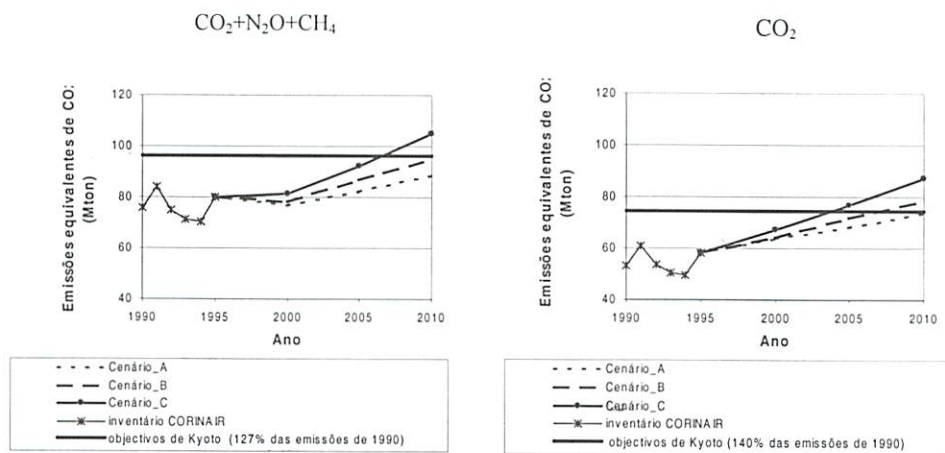 CO₂+N₂O+CH₄
Emissões equivalentes de CO:
(Mton)
120
100
80
60
40
1990 1995 2000 2005 2010
Ano
Cenário_A
Cenário_B
Cenário_C
inventário CORINAIR
objectivos de Kyoto (127% das emissões de 1990)
CO₂
Emissões equivalentes de CO:
(Mton)
120
100
80
60
40
1990 1995 2000 2005 2010
Ano
Cenário_A
Cenário_B
Cenário_C
inventário CORINAIR
objectivos de Kyoto (140% das emissões de 1990)